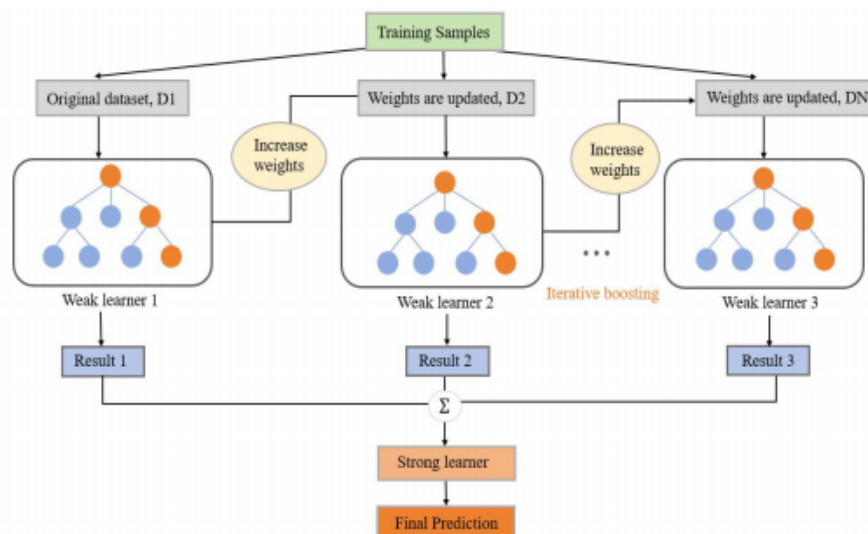 Training Samples
Original dataset, D1
Weights are updated, D2
Weights are updated, DN
Increase
weights
Increase
weights
...
Iterative boosting
Weak learner 1
Weak learner 2
Weak learner 3
Result 1
Result 2
Result 3
Σ
Strong learner
Final Prediction